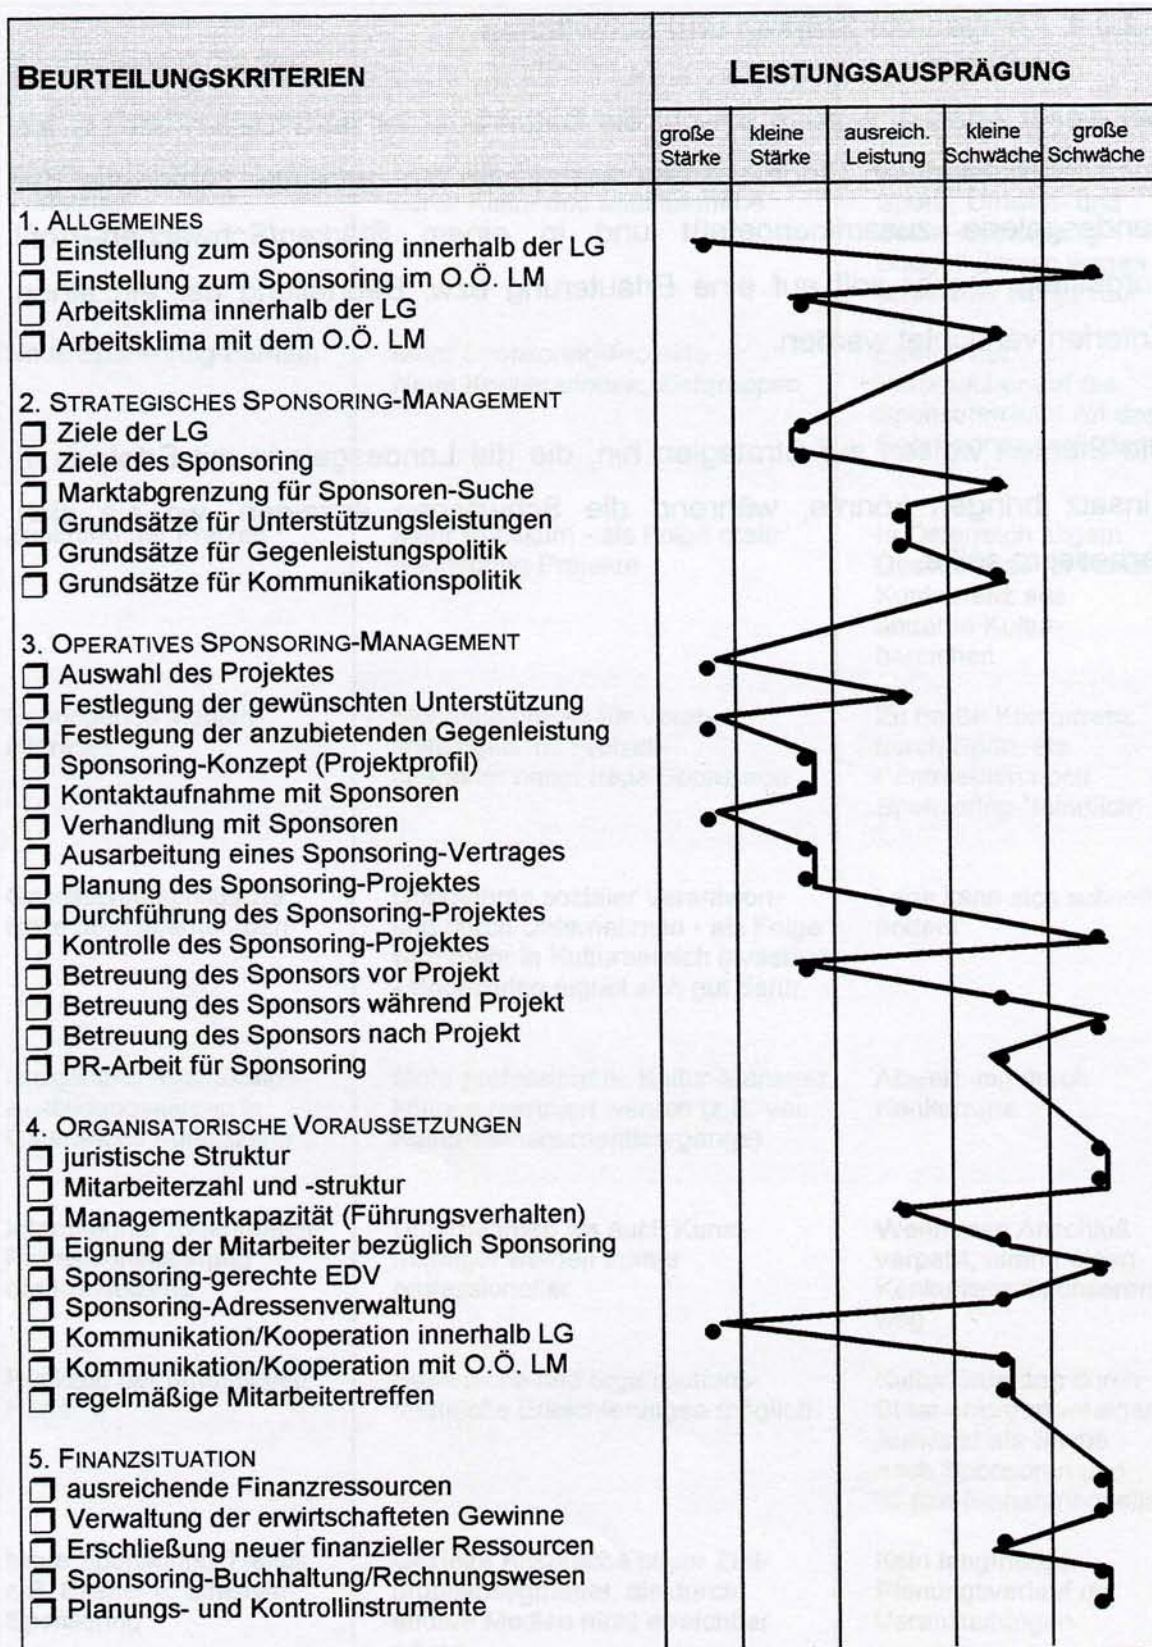 BEURTEILUNGSKRITERIEN
LEISTUNGSAUSPRÄGUNG
große Stärke
kleine Stärke
ausreich. Leistung
kleine Schwäche
große Schwäche
1. ALLGEMEINES
❏ Einstellung zum Sponsoring innerhalb der LG
❏ Einstellung zum Sponsoring im O.Ö. LM
❏ Arbeitsklima innerhalb der LG
❏ Arbeitsklima mit dem O.Ö. LM
2. STRATEGISCHES SPONSORING-MANAGEMENT
❏ Ziele der LG
❏ Ziele des Sponsoring
❏ Marktabgrenzung für Sponsoren-Suche
❏ Grundsätze für Unterstützungsleistungen
❏ Grundsätze für Gegenleistungspolitik
❏ Grundsätze für Kommunikationspolitik
3. OPERATIVES SPONSORING-MANAGEMENT
❏ Auswahl des Projektes
❏ Festlegung der gewünschten Unterstützung
❏ Festlegung der anzubietenden Gegenleistung
❏ Sponsoring-Konzept (Projektprofil)
❏ Kontaktaufnahme mit Sponsoren
❏ Verhandlung mit Sponsoren
❏ Ausarbeitung eines Sponsoring-Vertrages
❏ Planung des Sponsoring-Projektes
❏ Durchführung des Sponsoring-Projektes
❏ Kontrolle des Sponsoring-Projektes
❏ Betreuung des Sponsors vor Projekt
❏ Betreuung des Sponsors während Projekt
❏ Betreuung des Sponsors nach Projekt
❏ PR-Arbeit für Sponsoring
4. ORGANISATORISCHE VORAUSSETZUNGEN
❏ juristische Struktur
❏ Mitarbeiterzahl und -struktur
❏ Managementkapazität (Führungsverhalten)
❏ Eignung der Mitarbeiter bezüglich Sponsoring
❏ Sponsoring-gerechte EDV
❏ Sponsoring-Adressenverwaltung
❏ Kommunikation/Kooperation innerhalb LG
❏ Kommunikation/Kooperation mit O.Ö. LM
❏ regelmäßige Mitarbeitertreffen
5. FINANZSITUATION
❏ ausreichende Finanzressourcen
❏ Verwaltung der erwirtschafteten Gewinne
❏ Erschließung neuer finanzieller Ressourcen
❏ Sponsoring-Buchhaltung/Rechnungswesen
❏ Planungs- und Kontrollinstrumente